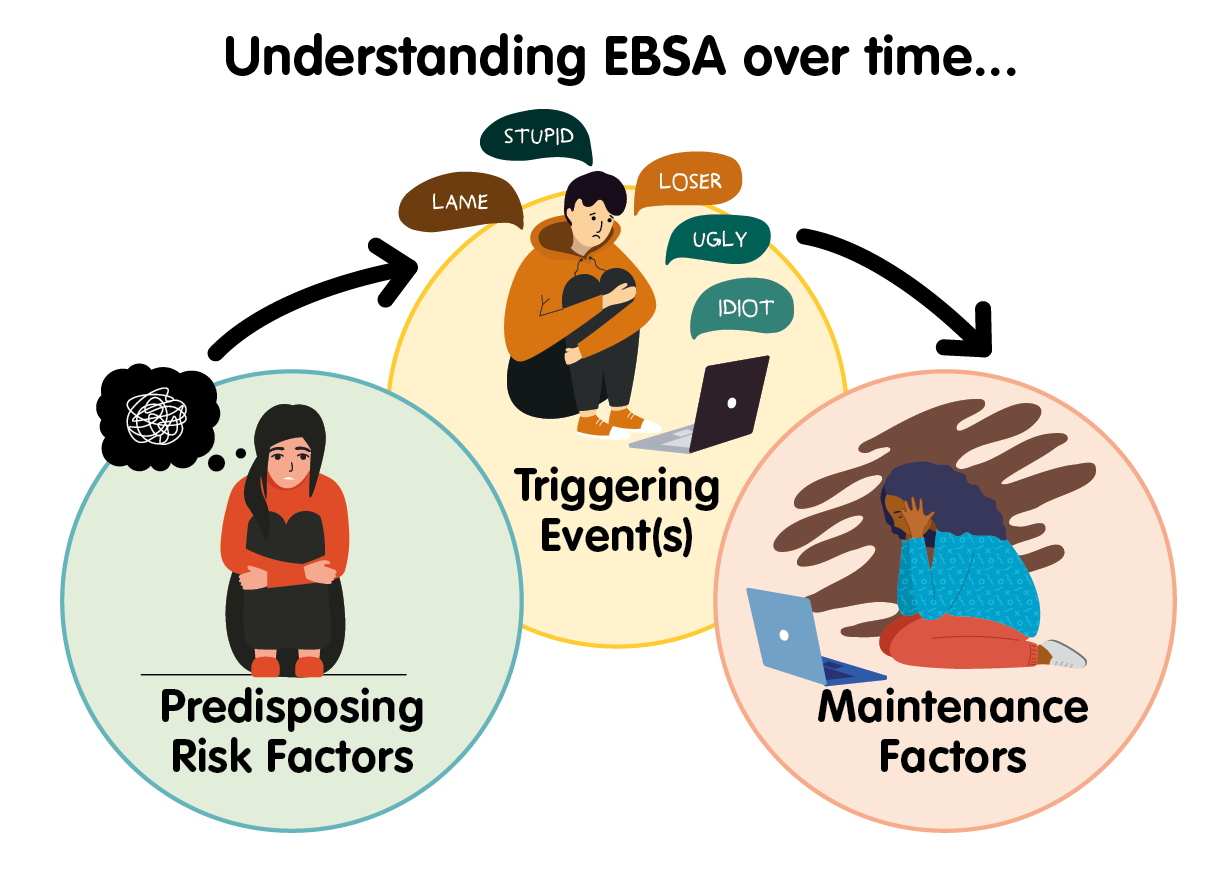 Understanding EBSA over time...
STUPID
LOSER
LAME
UGLY
IDIOT
Triggering
Event(s)
Predisposing
Risk Factors
Maintenance
Factors